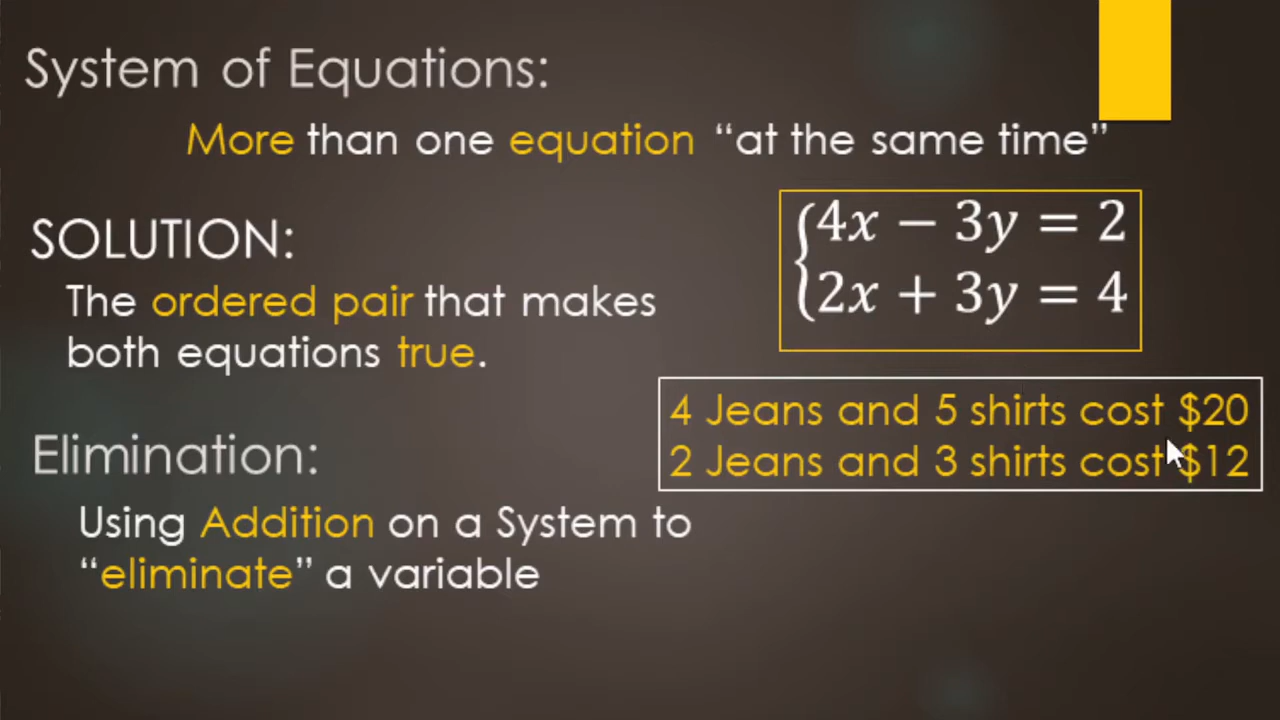 System of Equations:
More than one equation “at the same time”
SOLUTION:
The ordered pair that makes
both equations true.
{4x − 3y = 2
2x + 3y = 4
4 Jeans and 5 shirts cost $20
2 Jeans and 3 shirts cost $12
Elimination:
Using Addition on a System to
“eliminate” a variable